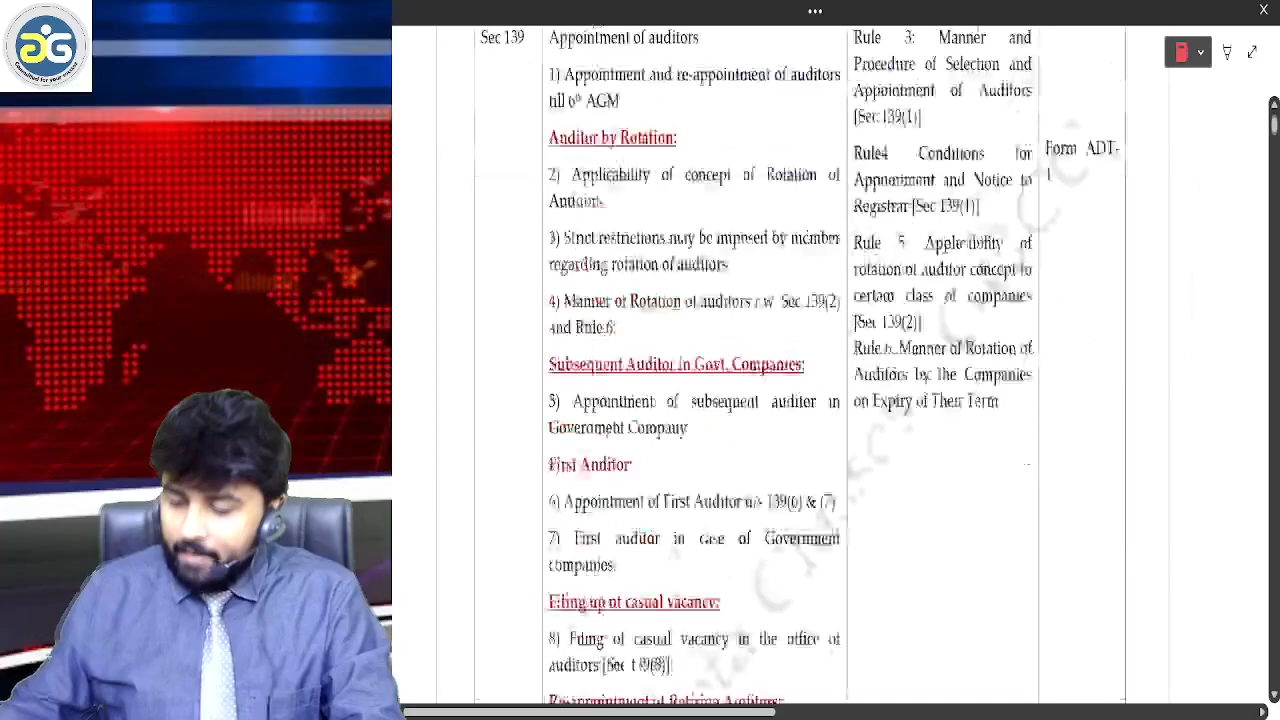 Sec 139
Appointment of auditors
1) Appointment and re-appointment of auditors
till 6th AGM
Auditor by Rotation:
2) Applicability of concept of Rotation of
Auditors
3) Strict restrictions may be imposed by member
regarding rotation of auditors
4) Manner of Rotation of auditors r.w Sec 139(2)
and Rule 6:
Subsequent Auditor in Govt. Companies:
5) Appointment of subsequent auditor in
Government Company
First Auditor
6) Appointment of First Auditor u/s 139(6) & (7)
7) First auditor in case of Government
companies
Filing up of casual vacancy:
8) Filing of casual vacancy in the office of
auditors [Sec 139(8)]
Re-appointment of Retiring Auditors:
Rule 3: Manner and
Procedure of Selection and
Appointment of Auditors
[Sec 139(1)]
Rule4 Conditions for
Appointment and Notice to
Registrar [Sec 139(1)]
Rule 5 Applicability of
rotation of auditor concept to
certain class of companies
[Sec 139(2)]
Rule 6 Manner of Rotation of
Auditors by the Companies
on Expiry of Their Term
Form ADT-
1